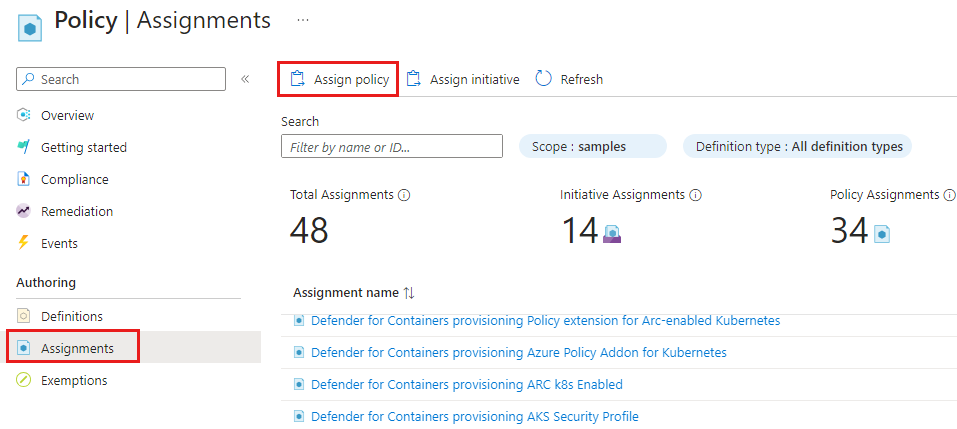 Policy | Assignments ...
Search
Overview
Getting started
Compliance
Remediation
Events
Authoring
Definitions
Assignments
Exemptions
Assign policy Assign initiative Refresh
Search
Filter by name or ID... Scope : samples Definition type : All definition types
Total Assignments Initiative Assignments Policy Assignments
48 14 34
Assignment name
Defender for Containers provisioning Policy extension for Arc-enabled Kubernetes
Defender for Containers provisioning Azure Policy Addon for Kubernetes
Defender for Containers provisioning ARC k8s Enabled
Defender for Containers provisioning AKS Security Profile